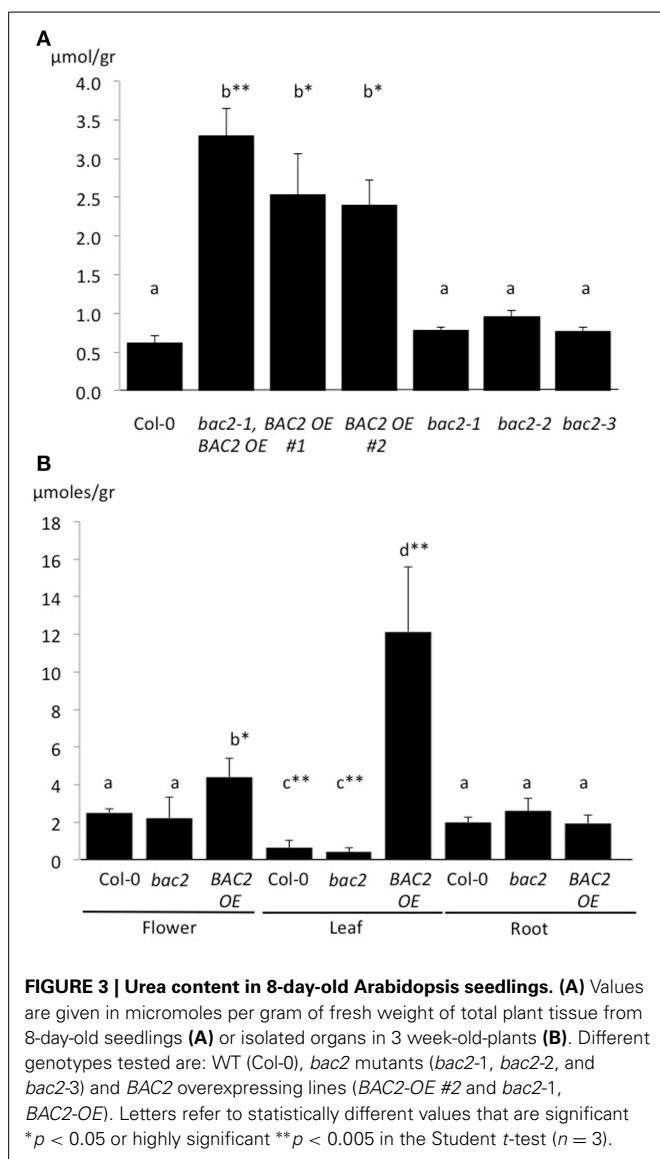 A
μmol/gr
4.0
3.5
3.0
2.5
2.0
1.5
1.0
0.5
0.0
a
b**
b*
b*
a
a
a
Col-0
bac2-1, BAC2 OE
BAC2 OE #1
BAC2 OE #2
bac2-1
bac2-2
bac2-3
B
μmoles/gr
18
16
14
12
10
8
6
4
2
0
a
a
b*
c**
c**
d**
a
a
a
Col-0
bac2
BAC2 OE
Col-0
bac2
BAC2 OE
Col-0
bac2
BAC2 OE
Flower
Leaf
Root
FIGURE 3 | Urea content in 8-day-old Arabidopsis seedlings. (A) Values
are given in micromoles per gram of fresh weight of total plant tissue from
8-day-old seedlings (A) or isolated organs in 3 week-old-plants (B). Different
genotypes tested are: WT (Col-0), bac2 mutants (bac2-1, bac2-2, and
bac2-3) and BAC2 overexpressing lines (BAC2-OE #2 and bac2-1,
BAC2-OE). Letters refer to statistically different values that are significant
*p < 0.05 or highly significant **p < 0.005 in the Student t-test (n = 3).